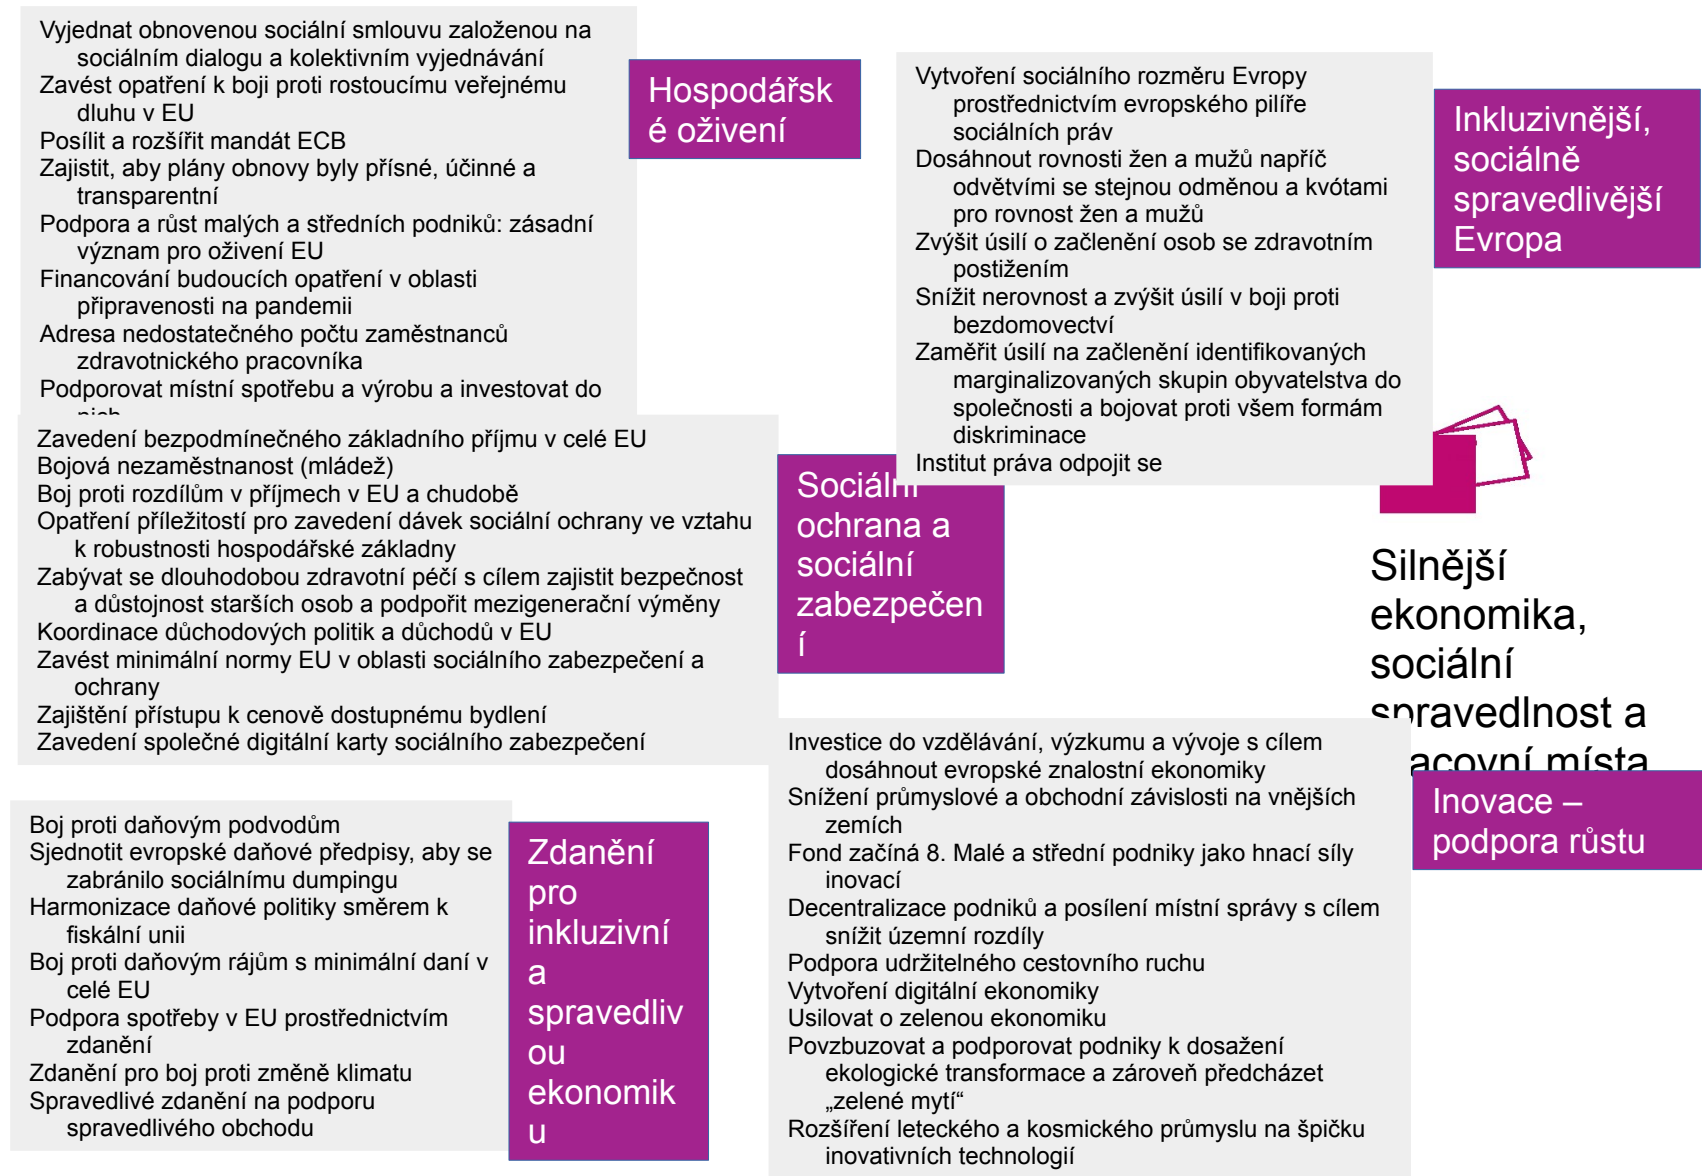 Vyjednat obnovenou sociální smlouvu založenou na
sociálním dialogu a kolektivním vyjednávání
Zavést opatření k boji proti rostoucímu veřejnému
dluhu v EU
Posílit a rozšířit mandát ECB
Zajistit, aby plány obnovy byly přísné, účinné a
transparentní
Podpora a růst malých a středních podniků: zásadní
význam pro oživení EU
Financování budoucích opatření v oblasti
připravenosti na pandemii
Adresa nedostatečného počtu zaměstnanců
zdravotnického pracovníka
Podporovat místní spotřebu a výrobu a investovat do
Hospodářsk
é oživení
Vytvoření sociálního rozměru Evropy
prostřednictvím evropského pilíře
sociálních práv
Dosáhnout rovnosti žen a mužů napříč
odvětvími se stejnou odměnou a kvótami
pro rovnost žen a mužů
Zvýšit úsilí o začlenění osob se zdravotním
postižením
Snížit nerovnost a zvýšit úsilí v boji proti
bezdomovectví
Zaměřit úsilí na začlenění identifikovaných
marginalizovaných skupin obyvatelstva do
společnosti a bojovat proti všem formám
diskriminace
Institut práva odpojit se
Inkluzivnější,
sociálně
spravedlivější
Evropa
Zavedení bezpodmínečného základního příjmu v celé EU
Bojová nezaměstnanost (mládež)
Boj proti rozdílům v příjmech v EU a chudobě
Opatření příležitostí pro zavedení dávek sociální ochrany ve vztahu
k robustnosti hospodářské základny
Zabývat se dlouhodobou zdravotní péčí s cílem zajistit bezpečnost
a důstojnost starších osob a podpořit mezigenerační výměny
Koordinace důchodových politik a důchodů v EU
Zavést minimální normy EU v oblasti sociálního zabezpečení a
ochrany
Zajištění přístupu k cenově dostupnému bydlení
Zavedení společné digitální karty sociálního zabezpečení
Sociální
ochrana a
sociální
zabezpečen
í
Silnější
ekonomika,
sociální
spravedlnost a
acovní místa
Boj proti daňovým podvodům
Sjednotit evropské daňové předpisy, aby se
zabránilo sociálnímu dumpingu
Harmonizace daňové politiky směrem k
fiskální unii
Boj proti daňovým rájům s minimální daní v
celé EU
Podpora spotřeby v EU prostřednictvím
zdanění
Zdanění pro boj proti změně klimatu
Spravedlivé zdanění na podporu
spravedlivého obchodu
Zdanění
pro
inkluzivní
a
spravedliv
ou
ekonomik
u
Investice do vzdělávání, výzkumu a vývoje s cílem
dosáhnout evropské znalostní ekonomiky
Snížení průmyslové a obchodní závislosti na vnějších
zemích
Fond začíná 8. Malé a střední podniky jako hnací síly
inovací
Decentralizace podniků a posílení místní správy s cílem
snížit územní rozdíly
Podpora udržitelného cestovního ruchu
Vytvoření digitální ekonomiky
Usilovat o zelenou ekonomiku
Povzbuzovat a podporovat podniky k dosažení
ekologické transformace a zároveň předcházet
„zelené mytí“
Rozšíření leteckého a kosmického průmyslu na špičku
inovativních technologií
Inovace –
podpora růstu